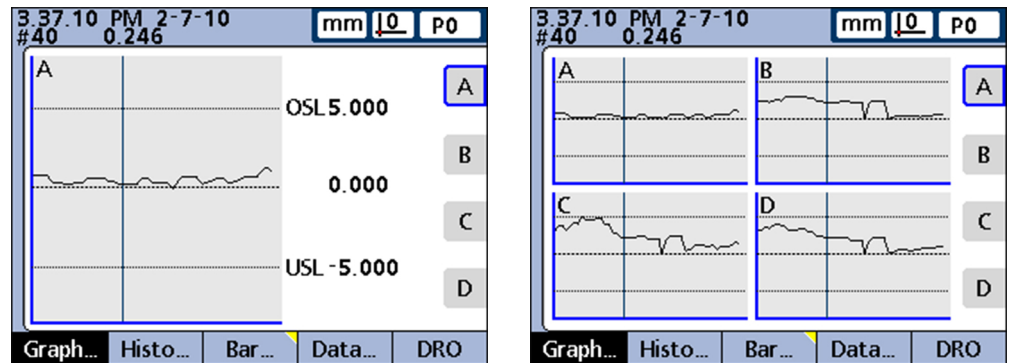 3.37.10 PM 2-7-10
#40 0.246
mm 0 P0
A
OSL 5.000
0.000
USL -5.000
A
B
C
D
Graph... Histo... Bar... Data... DRO
3.37.10 PM 2-7-10
#40 0.246
mm 0 P0
A B
C D
A
B
C
D
Graph... Histo... Bar... Data... DRO